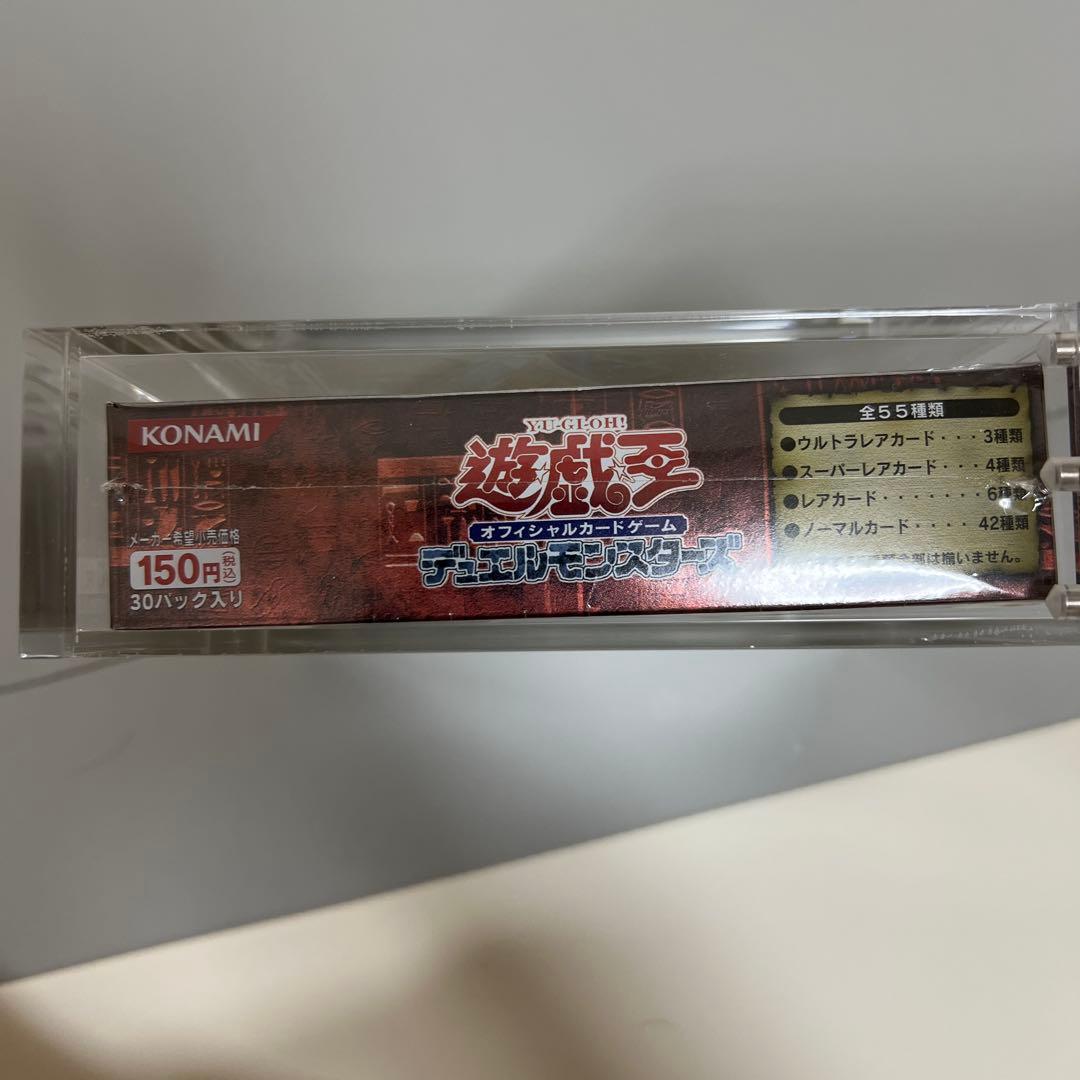 KONAMI
メーカー希望小売価格
150円(税込)
30パック入り
YU-GI-OH!
遊戯王
オフィシャルカードゲーム
デュエルモンスターズ
全55種類
●ウルトラレアカード・・・3種類
●スーパーレアカード・・・4種類
●レアカード・・・・・・・6種類
●ノーマルカード・・・・42種類
は揃いません。